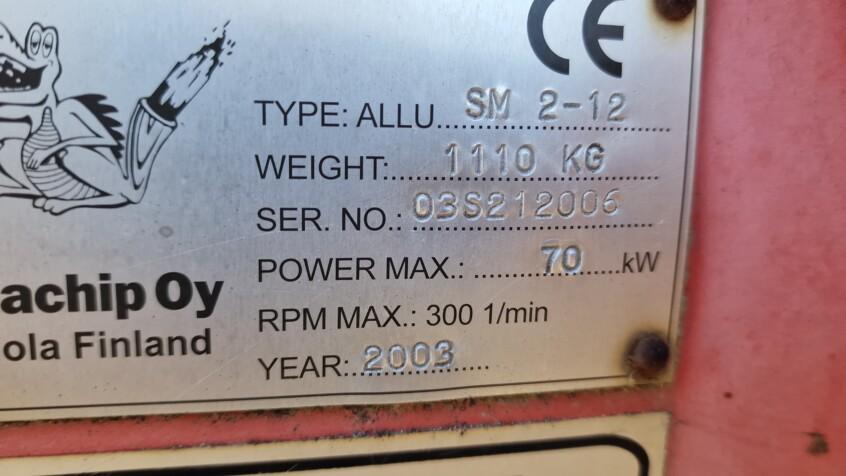 CE
TYPE: ALLU SM 2-12
WEIGHT: 1110 KG
SER. NO.: 03S212006
POWER MAX.: 70 kW
RPM MAX.: 300 1/min
YEAR: 2003
achip Oy
ola Finland